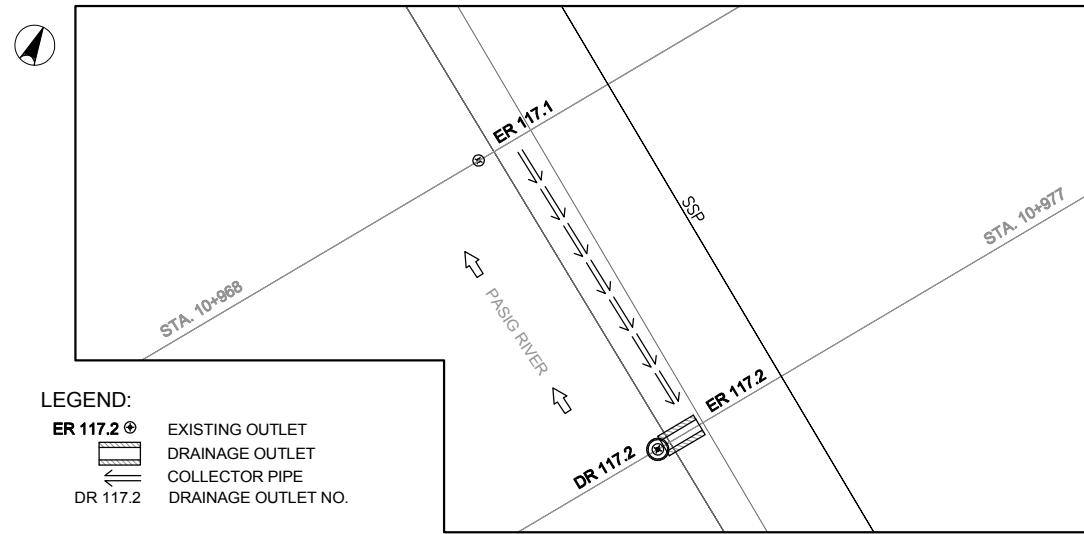 ER 117.1
SSP
STA. 10+977
STA. 10+968
PASIG RIVER
ER 117.2
DR 117.2
LEGEND:
ER 117.2 EXISTING OUTLET
DRAINAGE OUTLET
COLLECTOR PIPE
DR 117.2 DRAINAGE OUTLET NO.